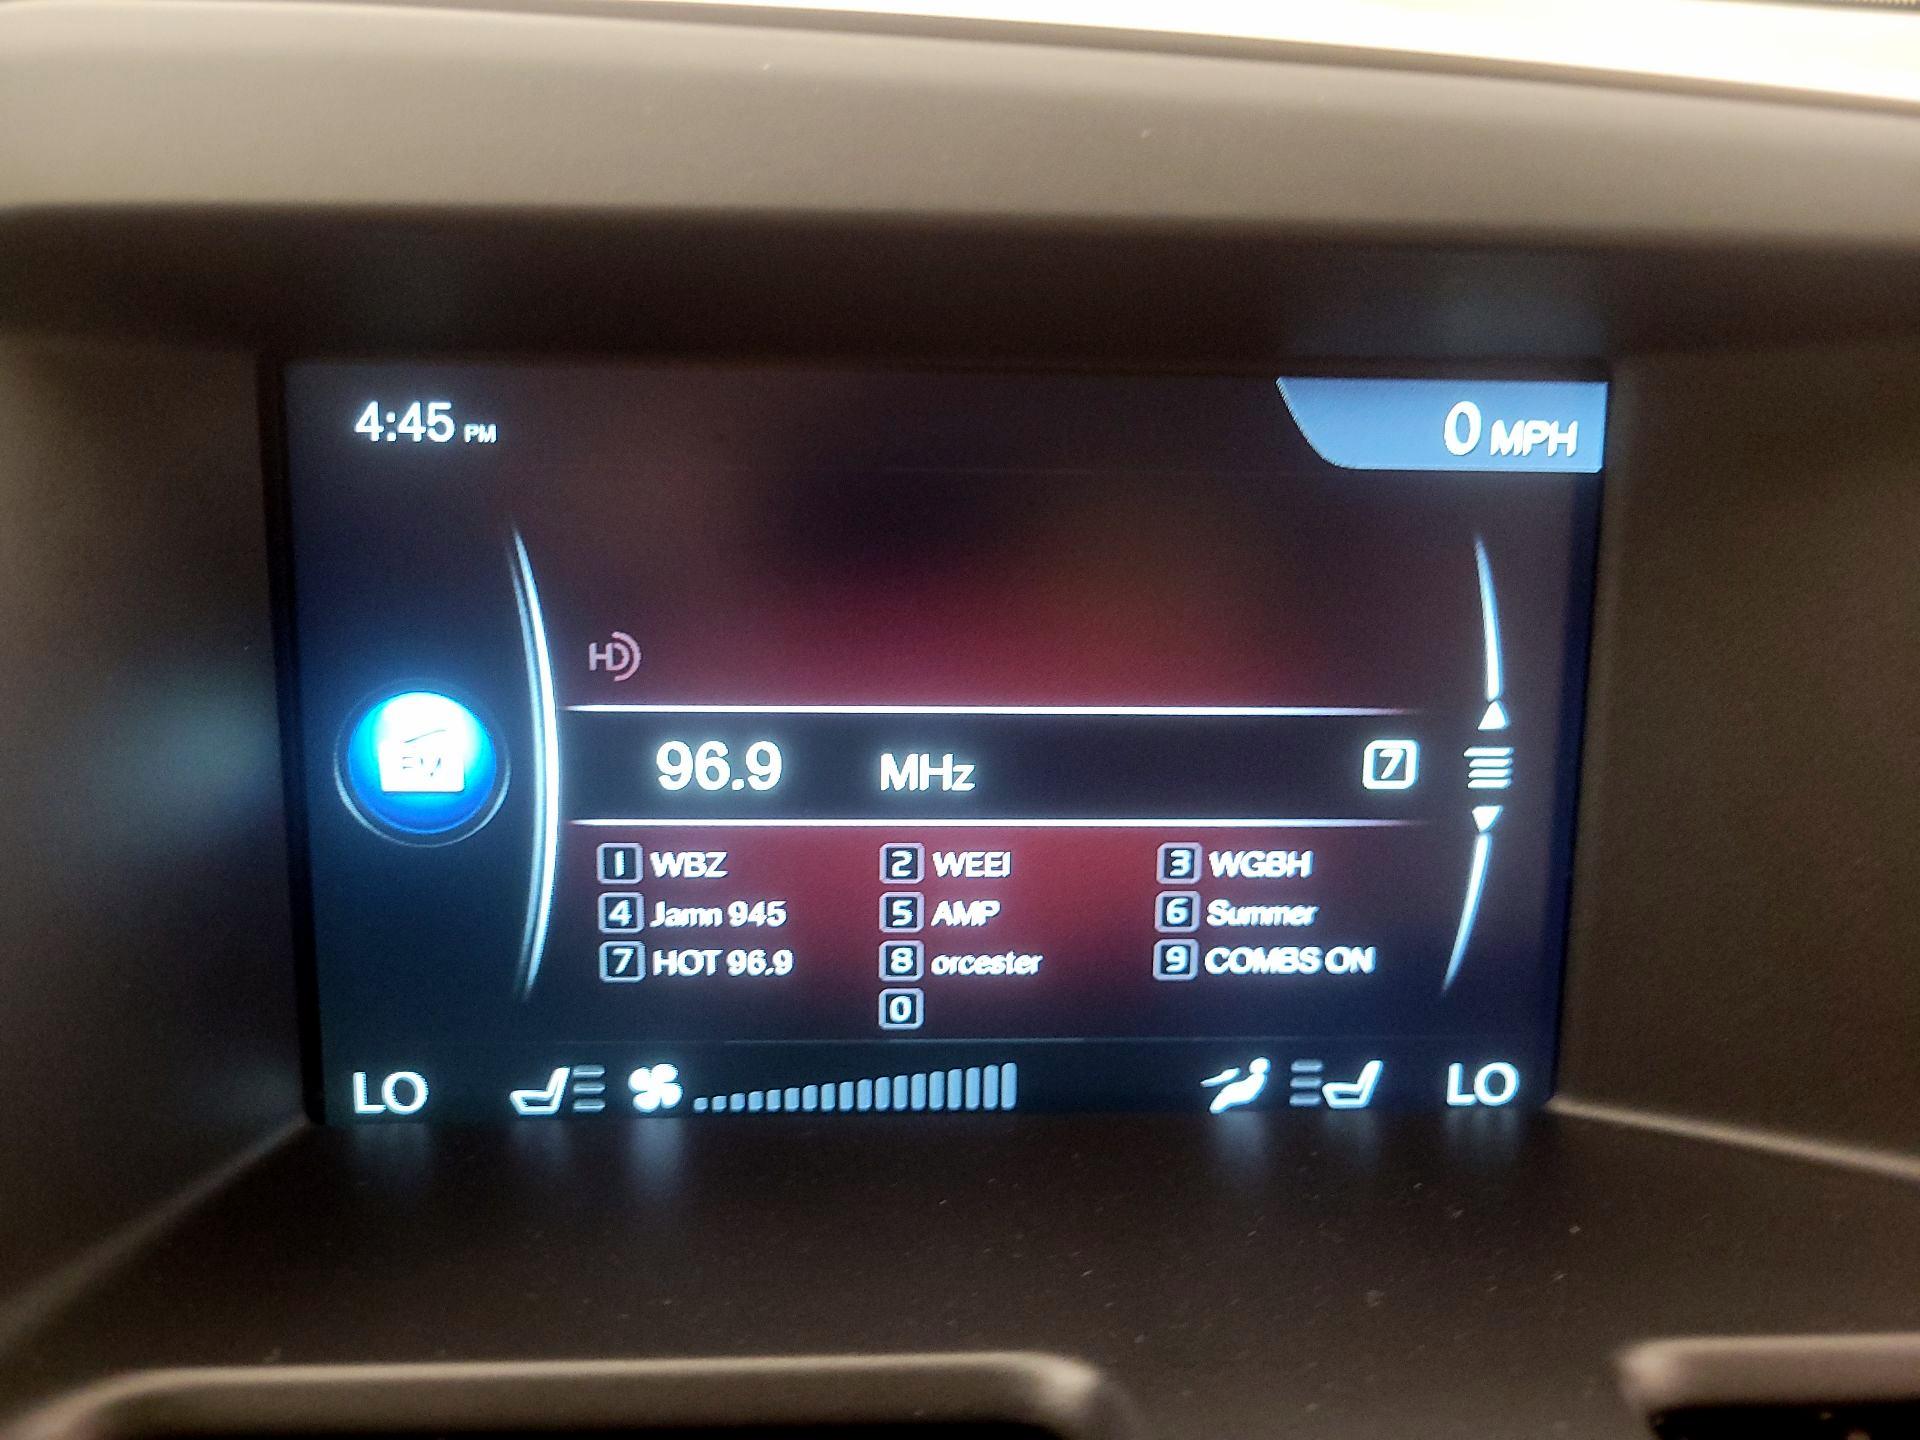 4:45 PM
0 MPH
HD
96.9 MHz 7
1 WBZ 2 WEEI 3 WGBH
4 Jamn 945 5 AMP 6 Summer
7 HOT 96.9 8 orcester 9 COMBS ON
0
LO LO